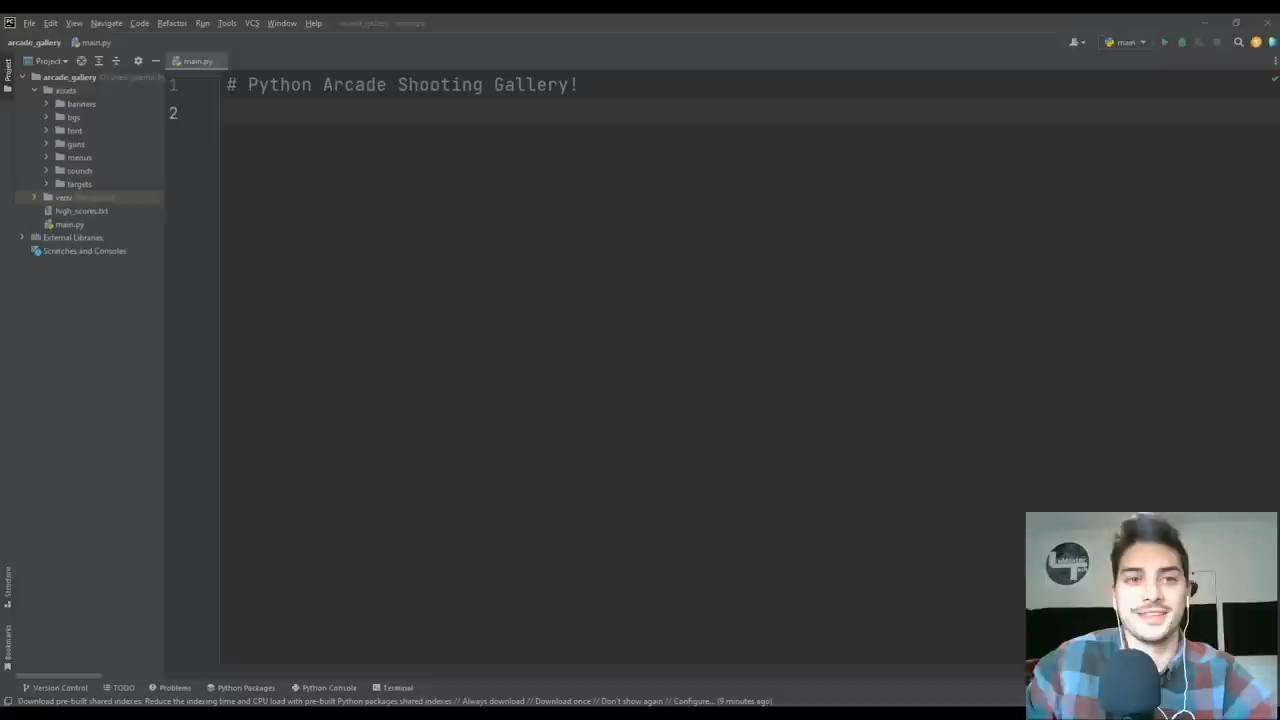 File Edit View Navigate Code Refactor Run Tools VCS Window Help
arcade_gallery main.py main
Project main.py
Project
arcade_gallery
assets
banners
bgs
font
guns
menus
sounds
targets
venv
high_scores.txt
main.py
External Libraries
Scratches and Consoles
1 # Python Arcade Shooting Gallery!
2
Structure
Bookmarks
Version Control TODO Problems Python Packages Python Console Terminal
Download pre-built shared indexes: Reduce the indexing time and CPU load with pre-built Python packages shared indexes // Always download // Download once // Don't show again // Configure... (9 minutes ago)